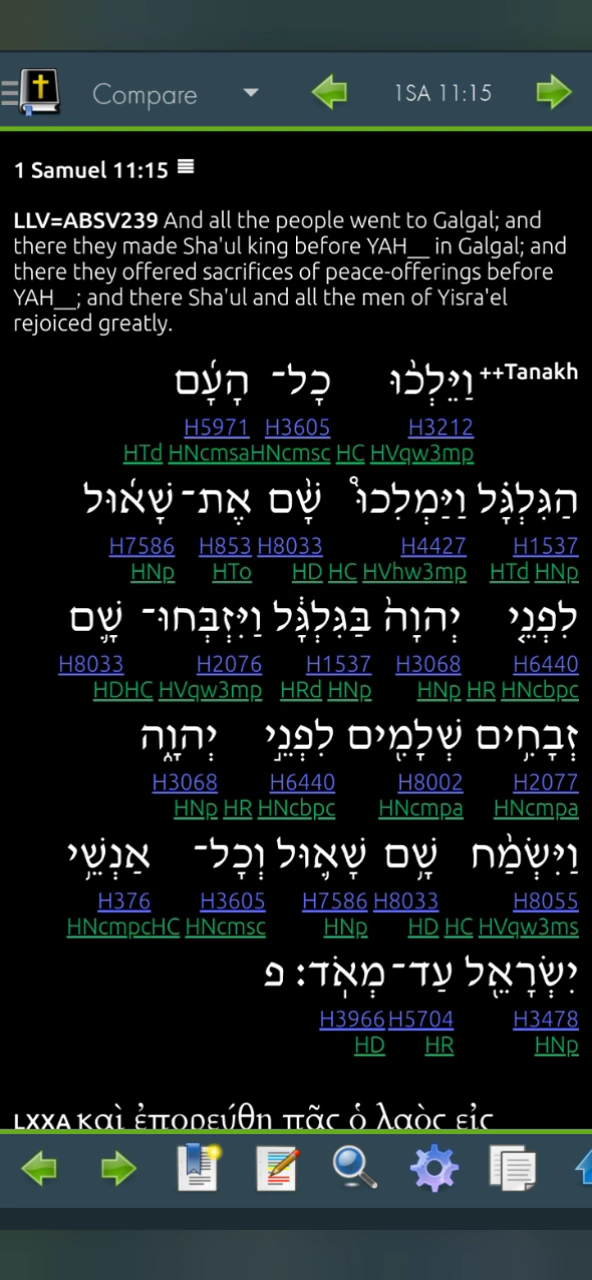 Compare
1SA 11:15
1 Samuel 11:15
LLV=ABSV239 And all the people went to Galgal; and
there they made Sha'ul king before YAH__ in Galgal; and
there they offered sacrifices of peace-offerings before
YAH__; and there Sha'ul and all the men of Yisra'el
rejoiced greatly.
++Tanakh וַיֵּלְכ֨וּ כָל־ הָעָ֜ם
H5971 H3605 H3212
HTd HNcmsaHNcmsc HC HVqw3mp
הַגִּלְגָּ֗ל וַיַּמְלִכוּ֩ שָׁ֨ם אֶת־ שָׁא֜וּל
H7586 H853 H8033 H4427 H1537
HNp HTo HD HC HVhw3mp HTd HNp
לִפְנֵ֤י יְהוָה֙ בַּגִּלְגָּ֔ל וַיִּזְבְּחוּ־ שָׁ֛ם
H8033 H2076 H1537 H3068 H6440
HDHC HVqw3mp HRd HNp HNp HR HNcbpc
זְבָחִ֥ים שְׁלָמִ֖ים לִפְנֵ֣י יְהוָ֑ה
H3068 H6440 H8002 H2077
HNp HR HNcbpc HNcmpa HNcmpa
וַיִּשְׂמַ֨ח שָׁ֥ם שָׁא֛וּל וְכָל־ אַנְשֵׁ֥י
H376 H3605 H7586 H8033 H8055
HNcmpcHC HNcmsc HNp HD HC HVqw3ms
יִשְׂרָאֵ֖ל עַד־ מְאֹֽד׃ פ
H3966 H5704 H3478
HD HR HNp
LXXA καὶ ἐπορεύθη πᾶς ὁ λαὸς εἰς